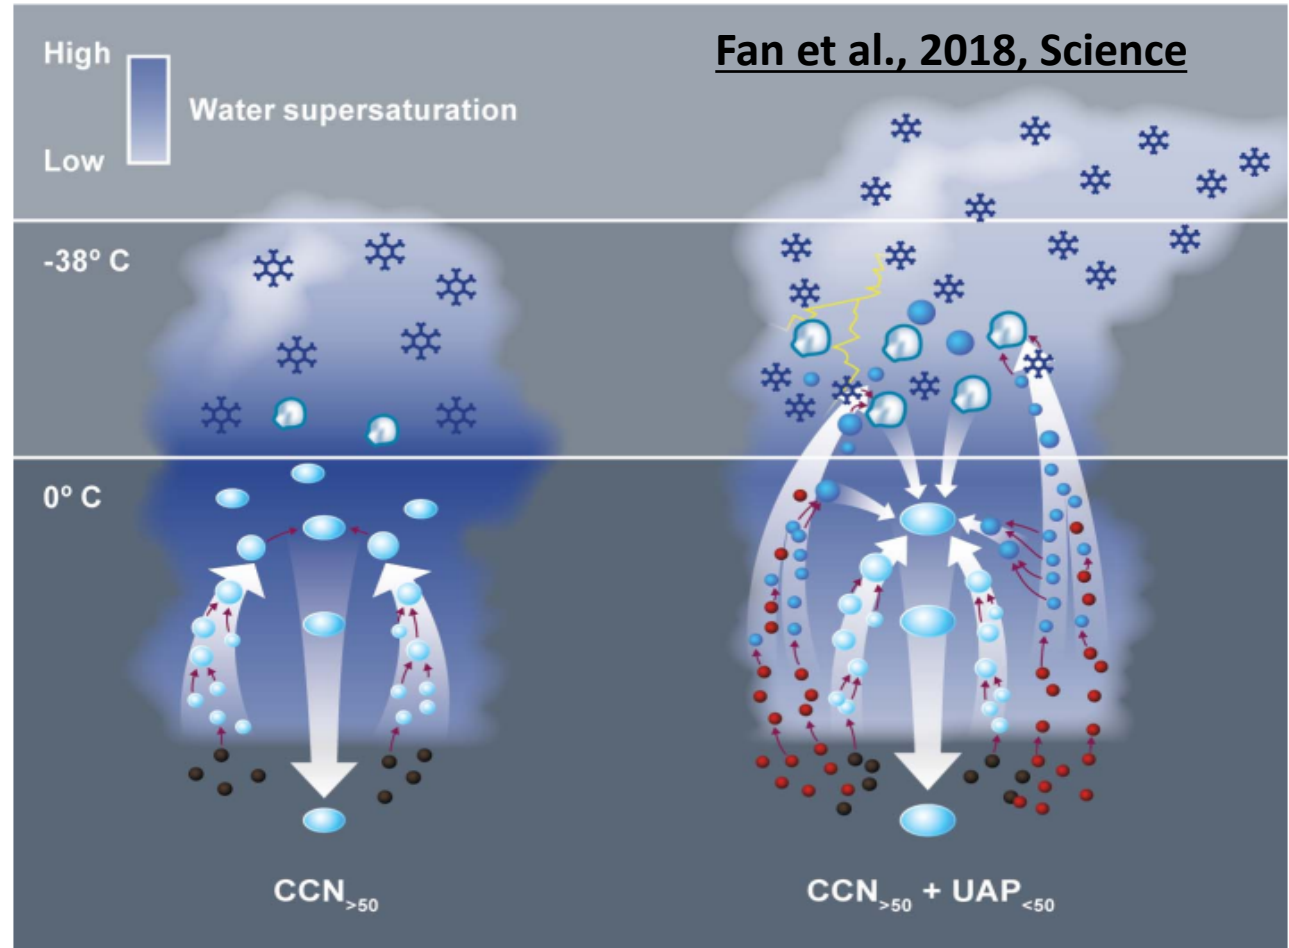 Fan et al., 2018, Science
High
Water supersaturation
Low
-38° C
0° C
CCN>50
CCN>50 + UAP<50